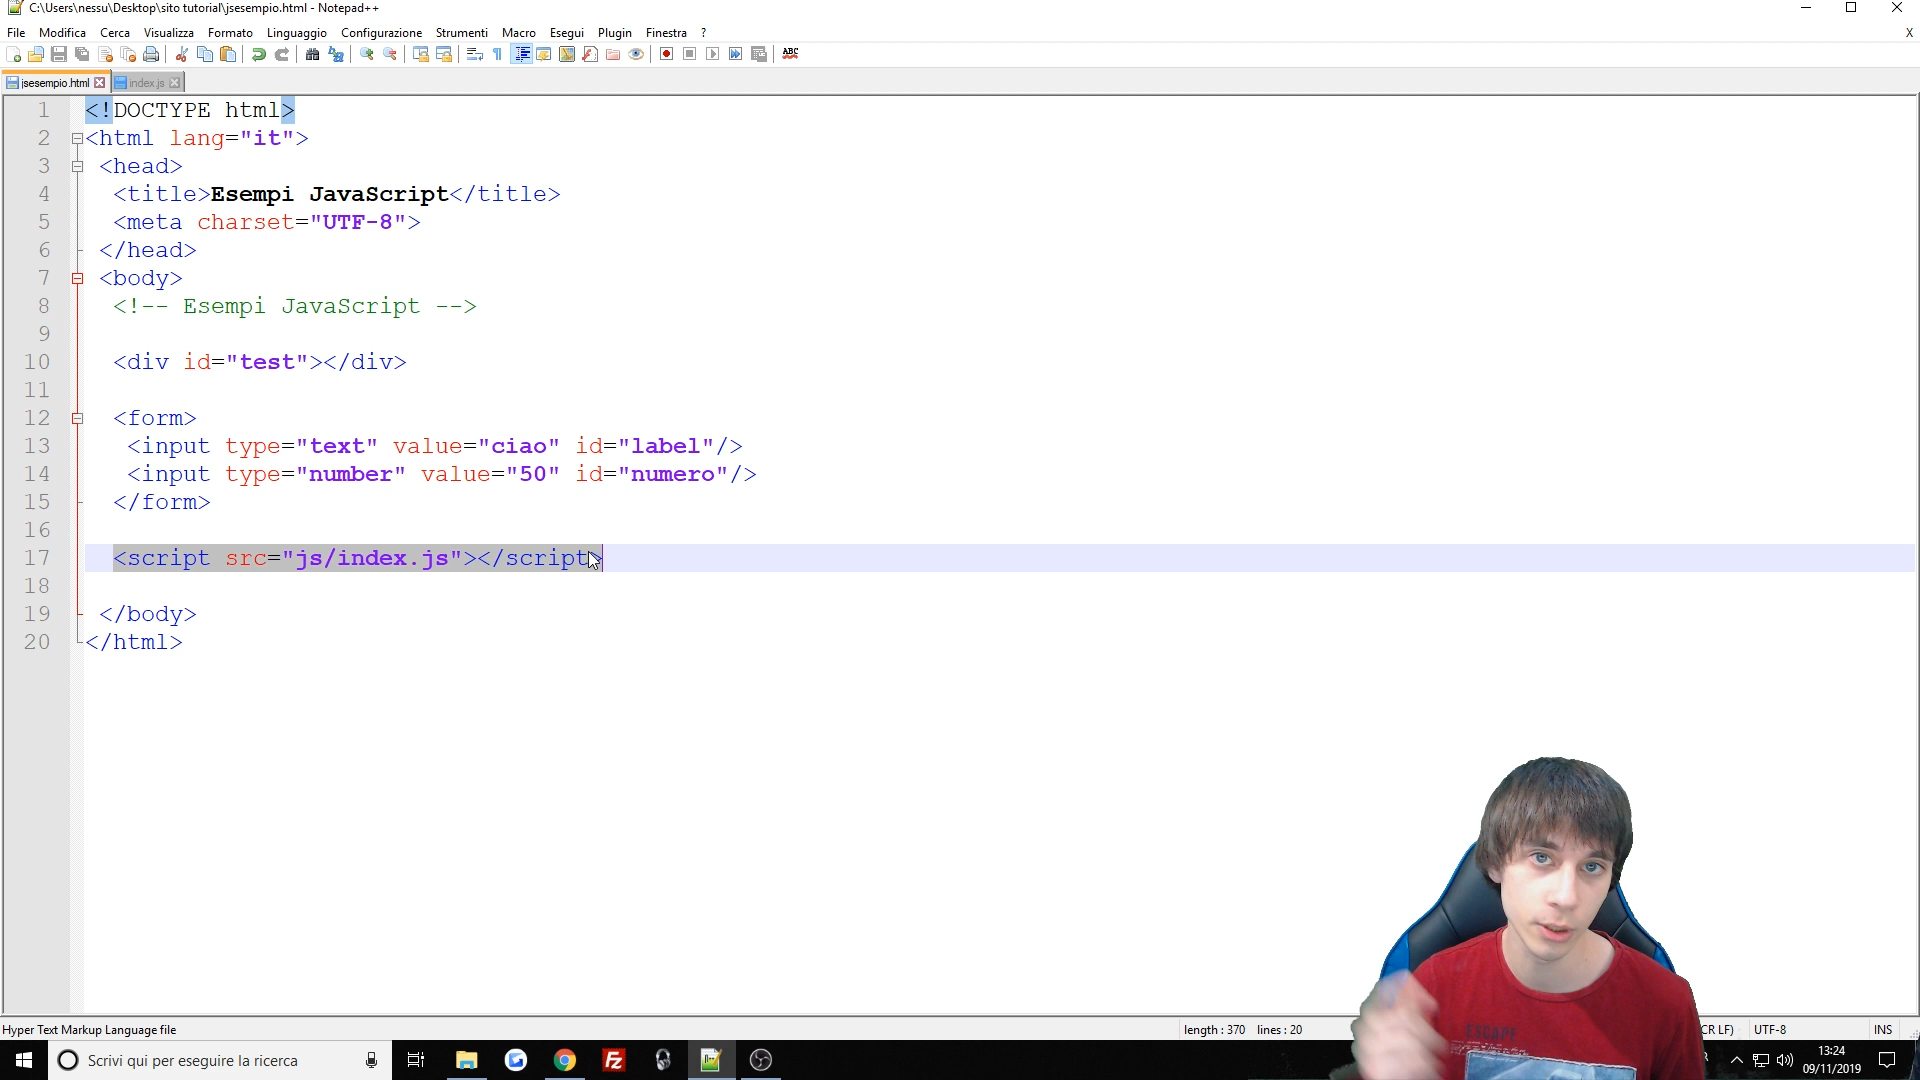 C:\Users\nessu\Desktop\sito tutorial\jsesempio.html - Notepad++
File Modifica Cerca Visualizza Formato Linguaggio Configurazione Strumenti Macro Esegui Plugin Finestra ? X
ABC
jsesempio.html index.js
1 <!DOCTYPE html>
2 <html lang="it">
3 <head>
4 <title>Esempi JavaScript</title>
5 <meta charset="UTF-8">
6 </head>
7 <body>
8 <!-- Esempi JavaScript -->
9
10 <div id="test"></div>
11
12 <form>
13 <input type="text" value="ciao" id="label"/>
14 <input type="number" value="50" id="numero"/>
15 </form>
16
17 <script src="js/index.js"></script>
18
19 </body>
20 </html>
Hyper Text Markup Language file length : 370 lines : 20 CR LF) UTF-8 INS
ESCAPE
Scrivi qui per eseguire la ricerca
Fz
13:24
09/11/2019